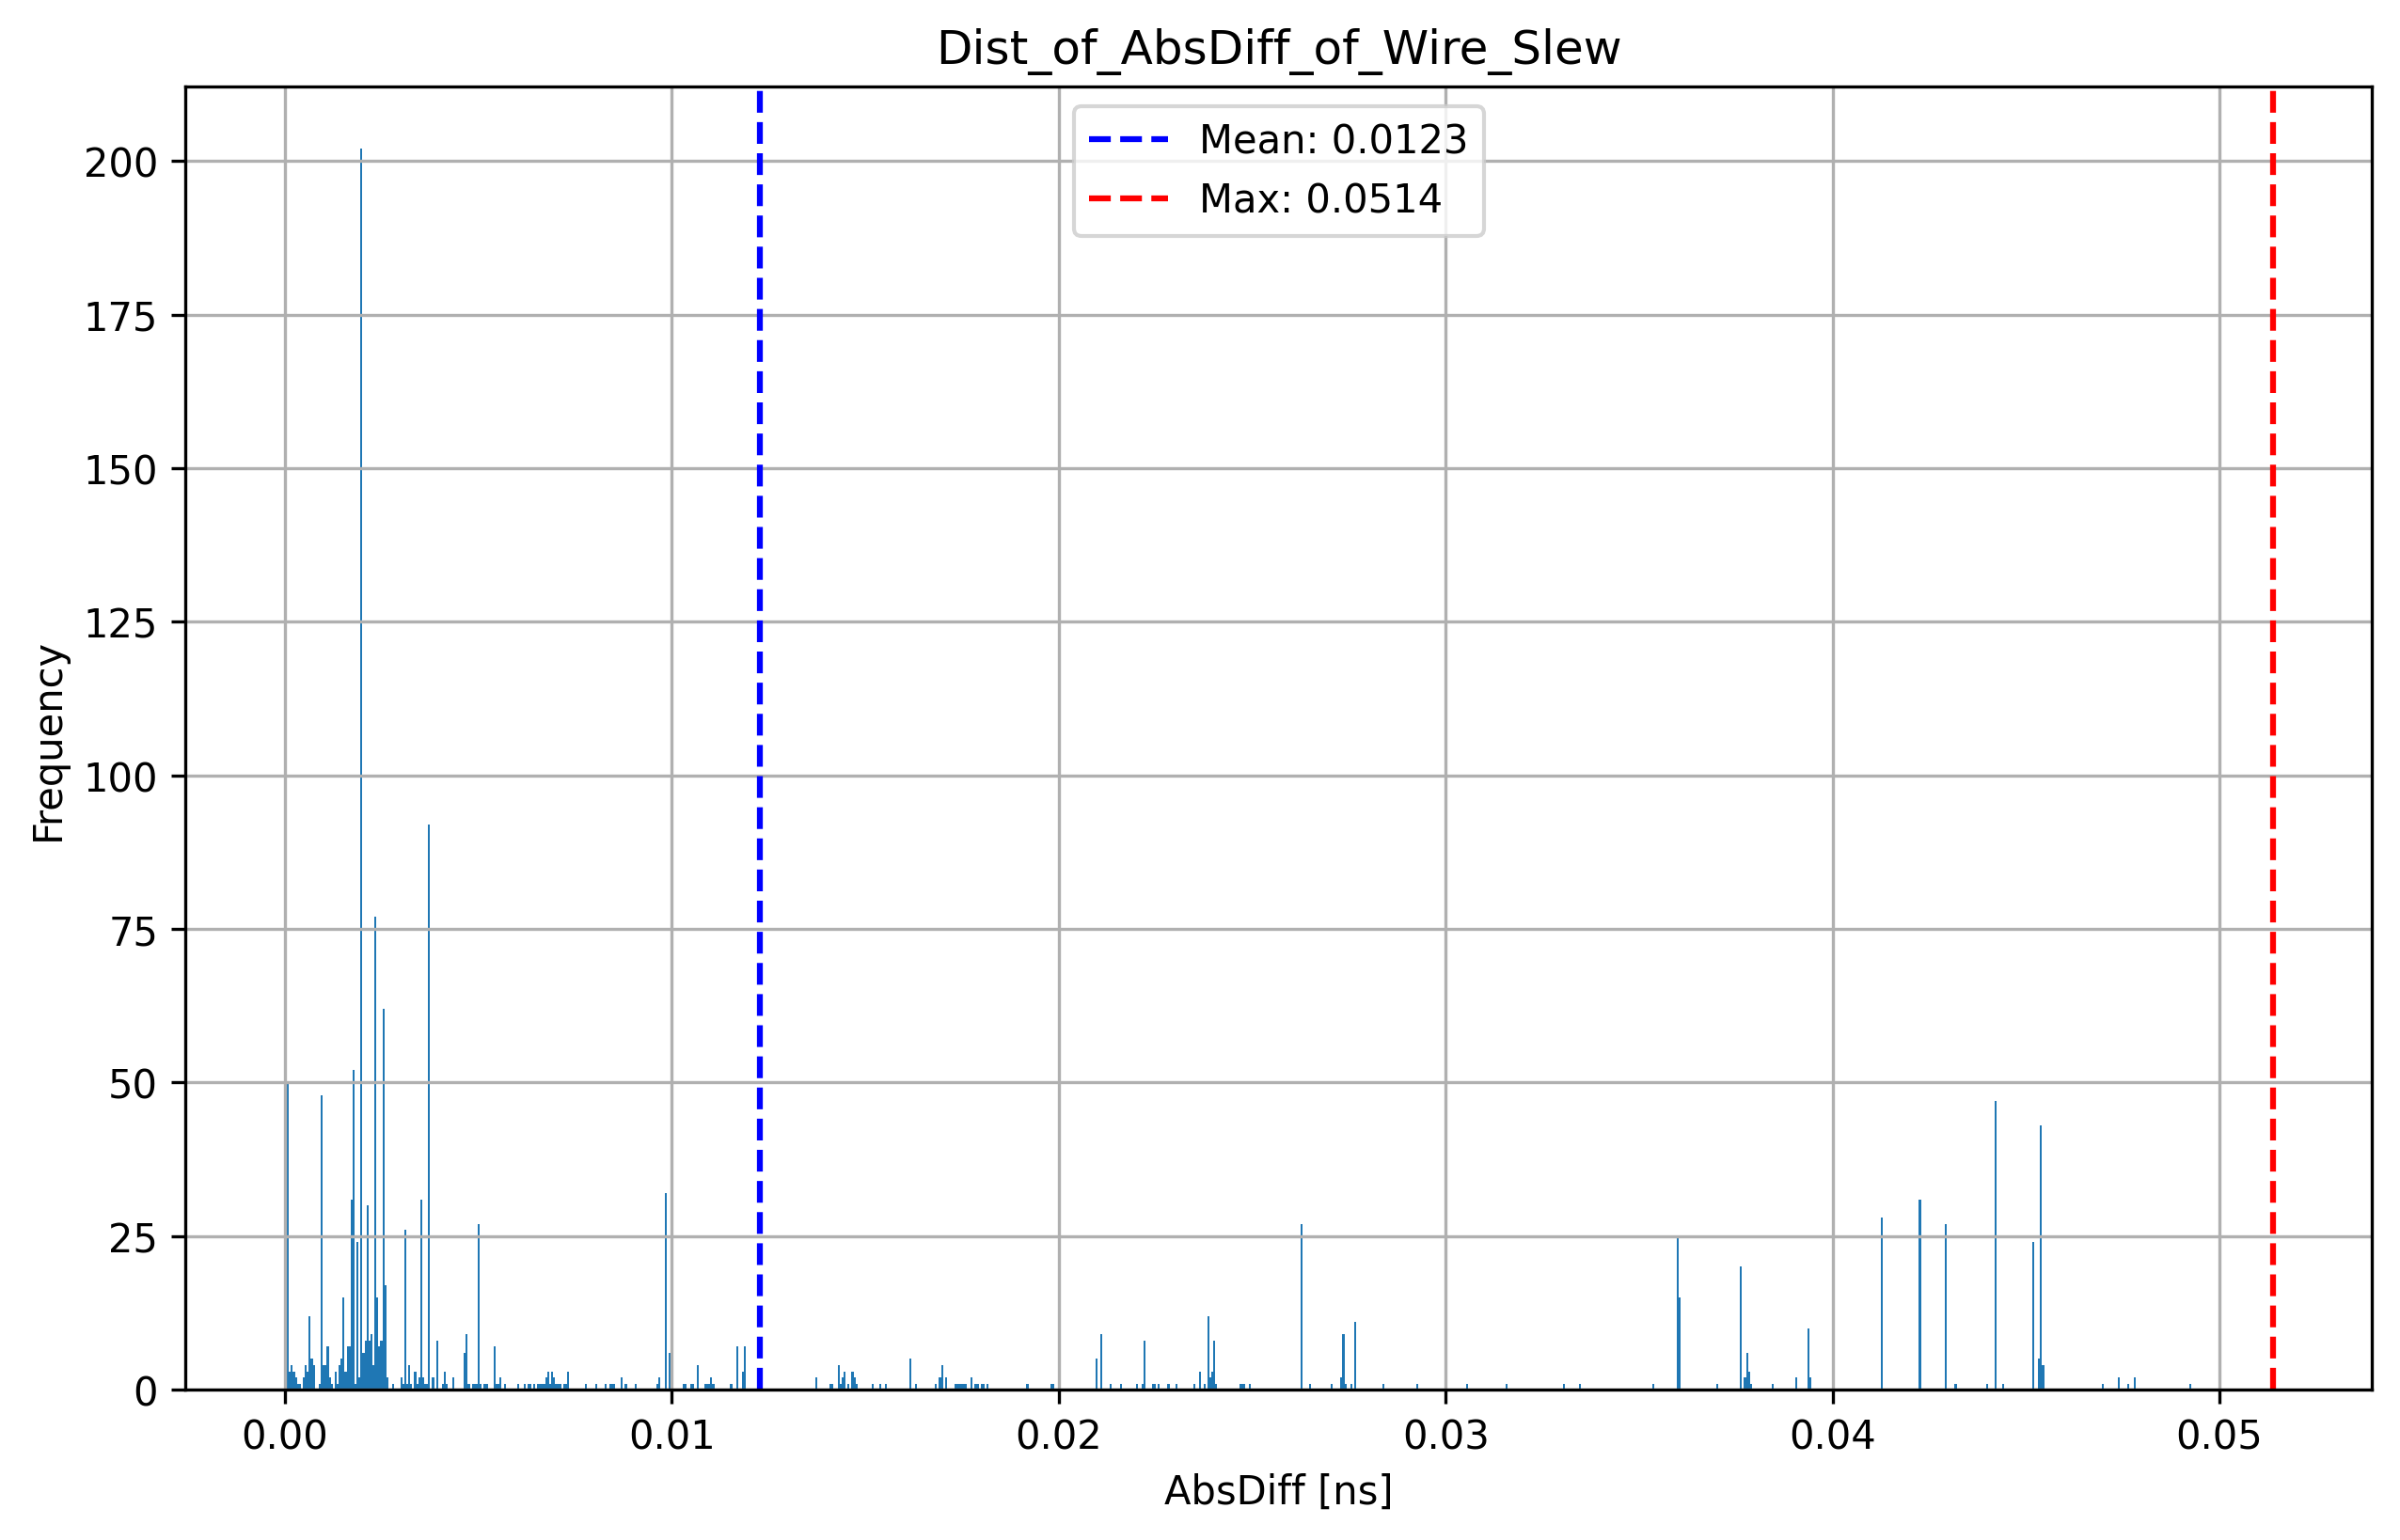 Dist_of_AbsDiff_of_Wire_Slew
Mean: 0.0123
Max: 0.0514
200
175
150
125
100
75
50
25
0
Frequency
0.00 0.01 0.02 0.03 0.04 0.05
AbsDiff [ns]